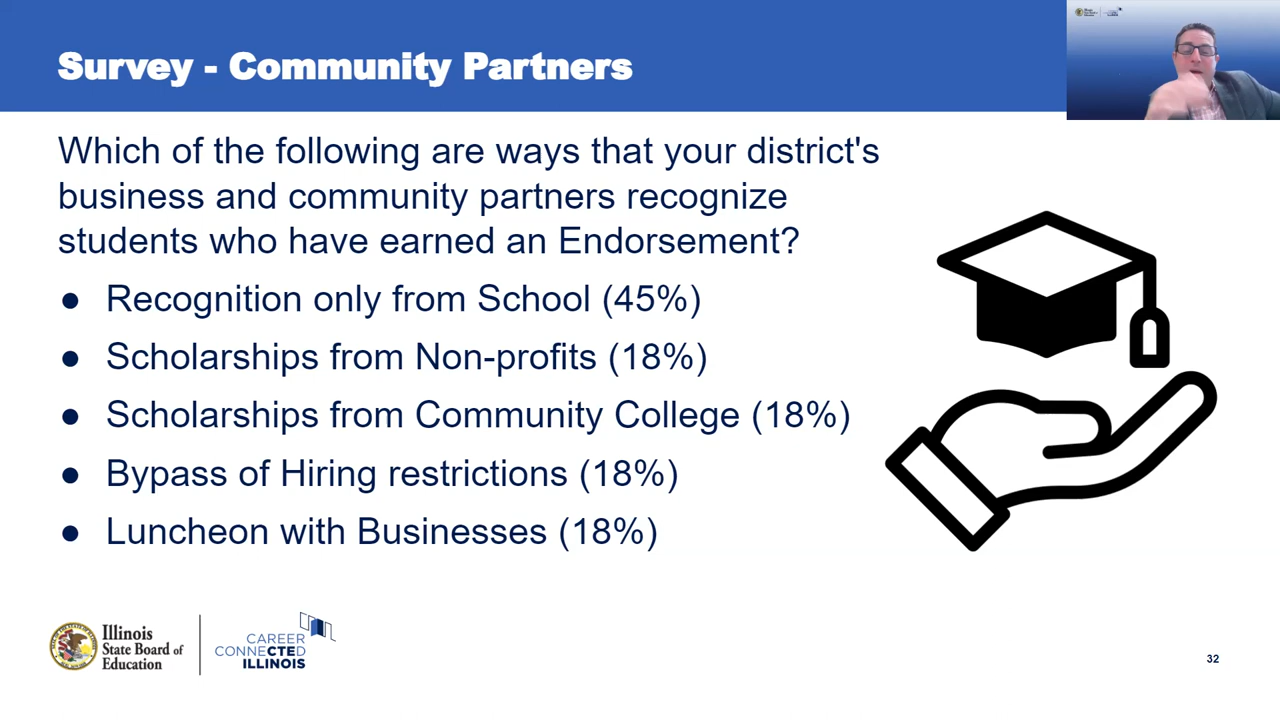 Survey - Community Partners
Which of the following are ways that your district's
business and community partners recognize
students who have earned an Endorsement?
● Recognition only from School (45%)
● Scholarships from Non-profits (18%)
● Scholarships from Community College (18%)
● Bypass of Hiring restrictions (18%)
● Luncheon with Businesses (18%)
Illinois
State Board of
Education
CAREER
CONNECTED
ILLINOIS
32